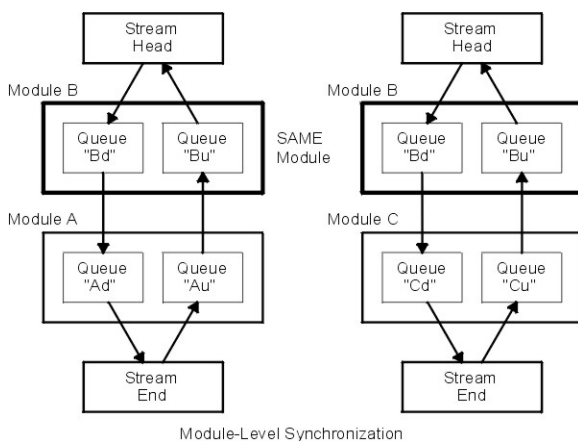 Stream
Head
Module B
Queue
"Bd"
Queue
"Bu"
SAME
Module
Module A
Queue
"Ad"
Queue
"Au"
Stream
End
Stream
Head
Module B
Queue
"Bd"
Queue
"Bu"
Module C
Queue
"Cd"
Queue
"Cu"
Stream
End
Module-Level Synchronization